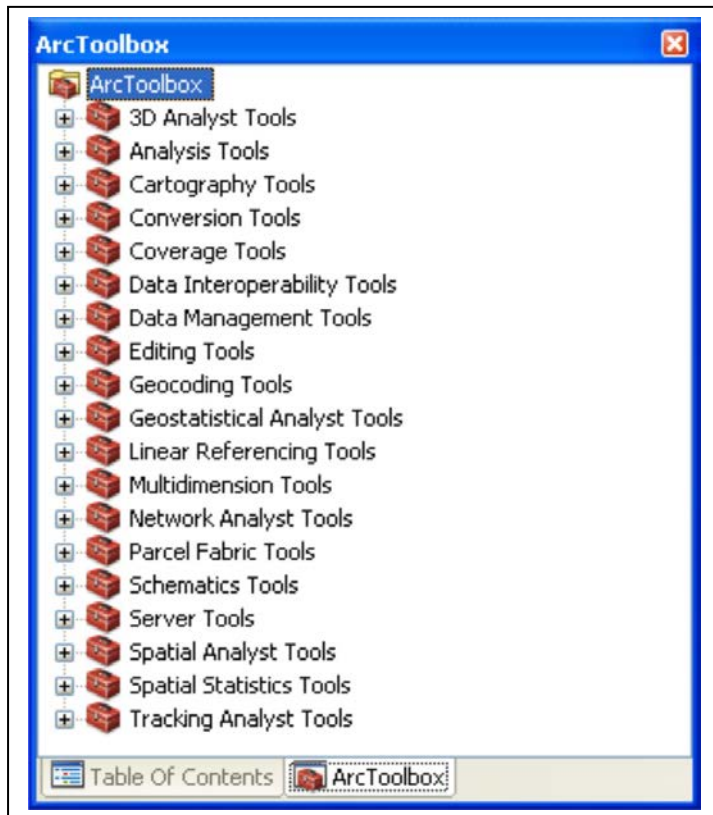 ArcToolbox
ArcToolbox
3D Analyst Tools
Analysis Tools
Cartography Tools
Conversion Tools
Coverage Tools
Data Interoperability Tools
Data Management Tools
Editing Tools
Geocoding Tools
Geostatistical Analyst Tools
Linear Referencing Tools
Multidimension Tools
Network Analyst Tools
Parcel Fabric Tools
Schematics Tools
Server Tools
Spatial Analyst Tools
Spatial Statistics Tools
Tracking Analyst Tools
Table Of Contents ArcToolbox